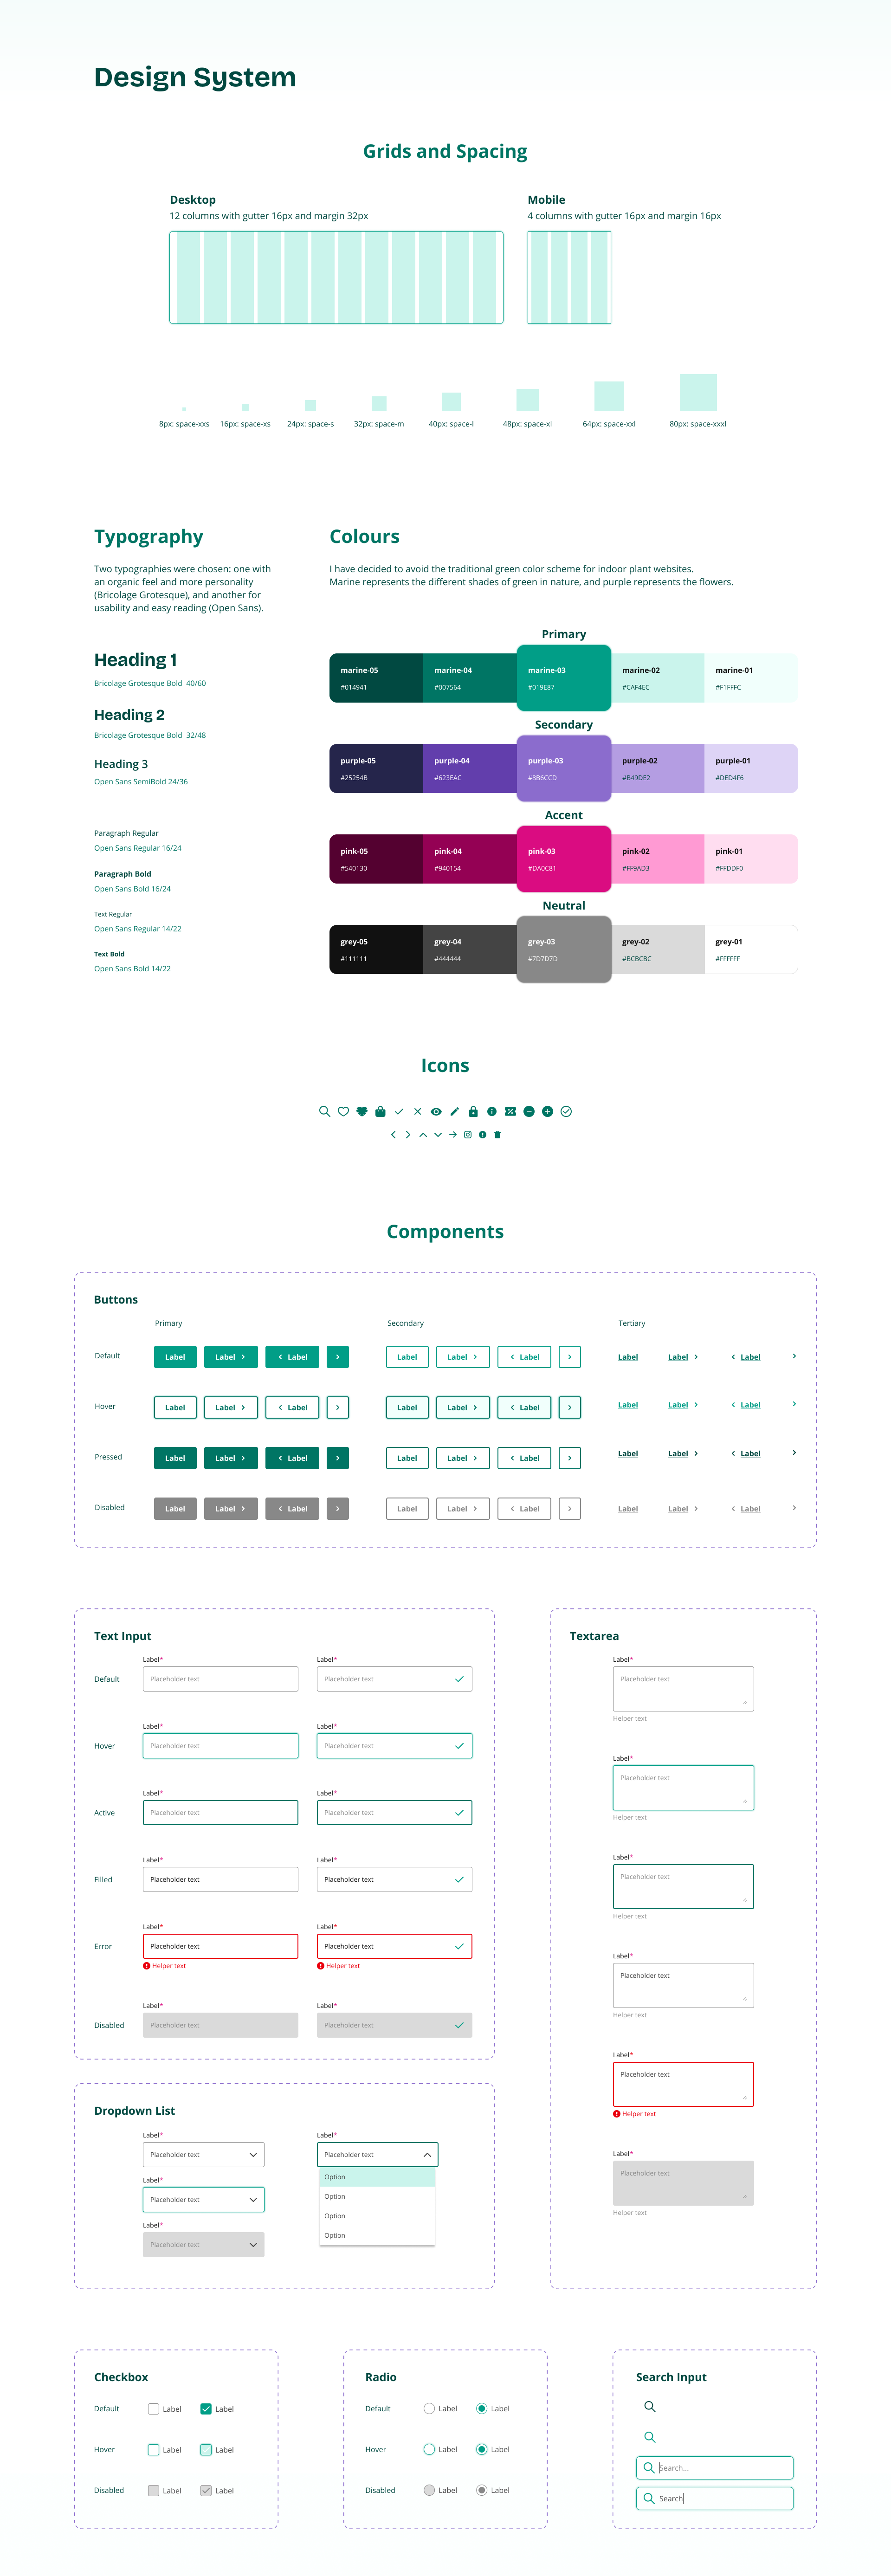 Design System
Grids and Spacing
Desktop
12 columns with gutter 16px and margin 32px
Mobile
4 columns with gutter 16px and margin 16px
8px: space-xxs
16px: space-xs
24px: space-s
32px: space-m
40px: space-l
48px: space-xl
64px: space-xxl
80px: space-xxxl
Typography
Two typographies were chosen: one with
an organic feel and more personality
(Bricolage Grotesque), and another for
usability and easy reading (Open Sans).
Heading 1
Bricolage Grotesque Bold 40/60
Heading 2
Bricolage Grotesque Bold 32/48
Heading 3
Open Sans SemiBold 24/36
Paragraph Regular
Open Sans Regular 16/24
Paragraph Bold
Open Sans Bold 16/24
Text Regular
Open Sans Regular 14/22
Text Bold
Open Sans Bold 14/22
Colours
I have decided to avoid the traditional green color scheme for indoor plant websites.
Marine represents the different shades of green in nature, and purple represents the flowers.
Primary
marine-05
#014941
marine-04
#007564
marine-03
#019E87
marine-02
#CAF4EC
marine-01
#F1FFFC
Secondary
purple-05
#25254B
purple-04
#623EAC
purple-03
#8B6CCD
purple-02
#B49DE2
purple-01
#DED4F6
Accent
pink-05
#540130
pink-04
#940154
pink-03
#DA0C81
pink-02
#FF9AD3
pink-01
#FFDDF0
Neutral
grey-05
#111111
grey-04
#444444
grey-03
#7D7D7D
grey-02
#BCBCBC
grey-01
#FFFFFF
Icons
Components
Buttons
Primary
Secondary
Tertiary
Default
Label
Label
Label
Label
Label
Label
Label
Label
Label
Hover
Label
Label
Label
Label
Label
Label
Label
Label
Label
Pressed
Label
Label
Label
Label
Label
Label
Label
Label
Label
Disabled
Label
Label
Label
Label
Label
Label
Label
Label
Label
Text Input
Default
Label*
Placeholder text
Label*
Placeholder text
Hover
Label*
Placeholder text
Label*
Placeholder text
Active
Label*
Placeholder text
Label*
Placeholder text
Filled
Label*
Placeholder text
Label*
Placeholder text
Error
Label*
Placeholder text
Helper text
Label*
Placeholder text
Helper text
Disabled
Label*
Placeholder text
Label*
Placeholder text
Textarea
Label*
Placeholder text
Helper text
Label*
Placeholder text
Helper text
Label*
Placeholder text
Helper text
Label*
Placeholder text
Helper text
Label*
Placeholder text
Helper text
Label*
Placeholder text
Helper text
Dropdown List
Label*
Placeholder text
Label*
Placeholder text
Label*
Placeholder text
Label*
Placeholder text
Option
Option
Option
Option
Checkbox
Default
Label
Label
Hover
Label
Label
Disabled
Label
Label
Radio
Default
Label
Label
Hover
Label
Label
Disabled
Label
Label
Search Input
Search...
Search